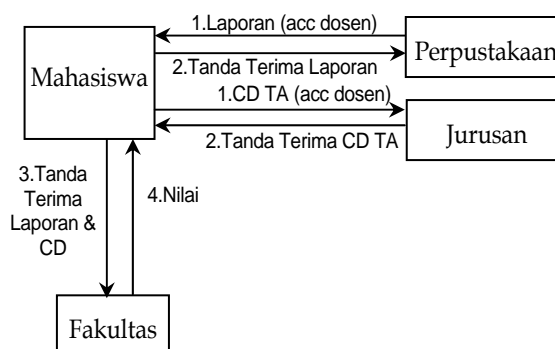 1.Laporan (acc dosen)
Perpustakaan
Mahasiswa
2.Tanda Terima Laporan
1.CD TA (acc dosen)
2.Tanda Terima CD TA
Jurusan
3.Tanda
Terima
Laporan &
CD
4.Nilai
Fakultas